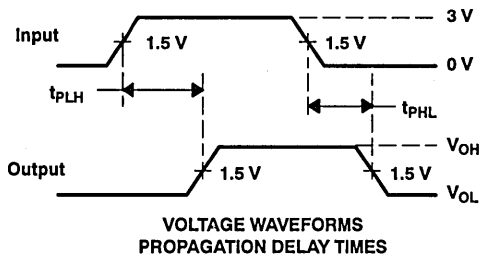 3 V
Input
1.5 V
1.5 V
0 V
tPLH
tPHL
VOH
Output
1.5 V
1.5 V
VOL
VOLTAGE WAVEFORMS
PROPAGATION DELAY TIMES